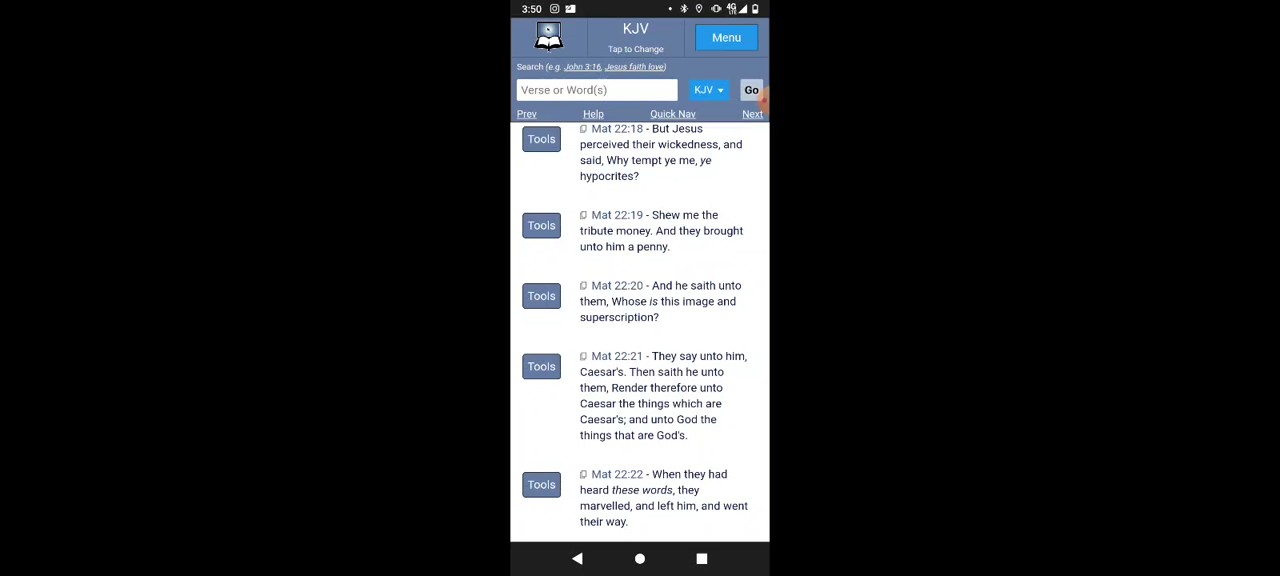 3:50
4G
LTE
KJV
Tap to Change
Menu
Search (e.g. John 3:16, Jesus faith love)
Verse or Word(s)
KJV
Go
Prev
Help
Quick Nav
Next
Tools
Mat 22:18 - But Jesus
perceived their wickedness, and
said, Why tempt ye me, ye
hypocrites?
Tools
Mat 22:19 - Shew me the
tribute money. And they brought
unto him a penny.
Tools
Mat 22:20 - And he saith unto
them, Whose is this image and
superscription?
Tools
Mat 22:21 - They say unto him,
Caesar's. Then saith he unto
them, Render therefore unto
Caesar the things which are
Caesar's; and unto God the
things that are God's.
Tools
Mat 22:22 - When they had
heard these words, they
marvelled, and left him, and went
their way.